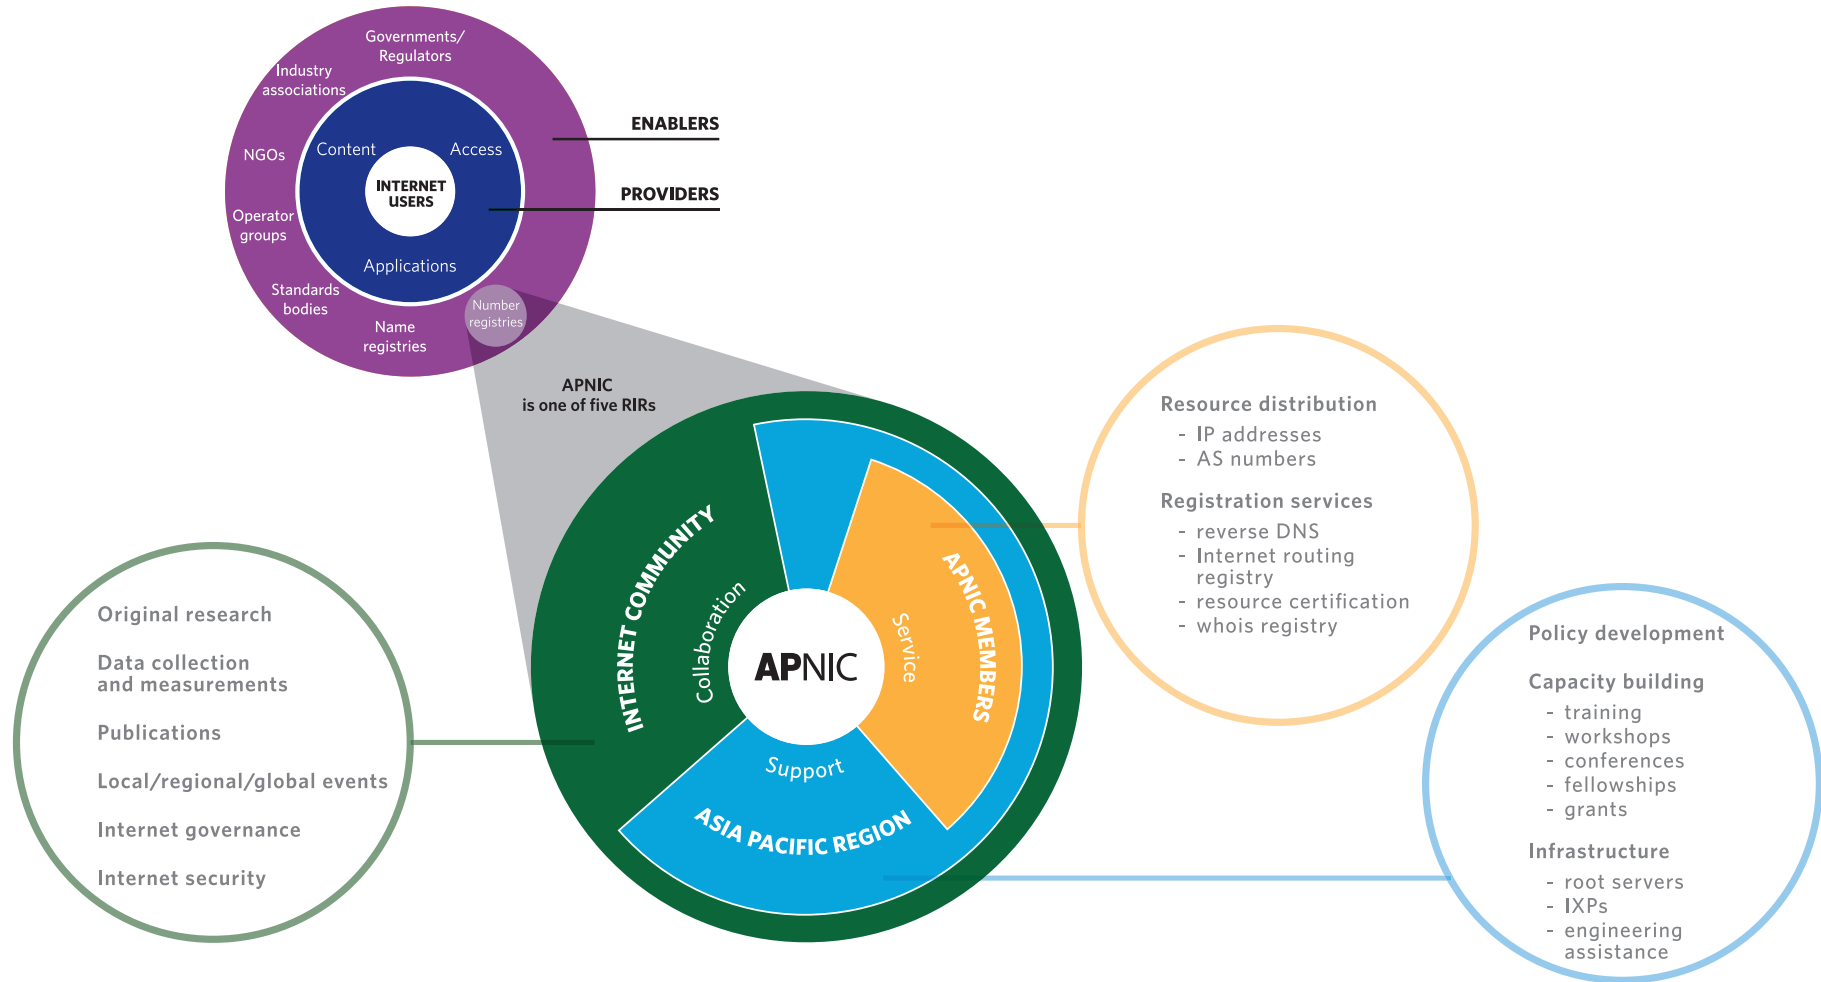 Governments/
Regulators
Industry
associations
NGOs
Operator
groups
Standards
bodies
Name
registries
Number
registries
Content
Access
Applications
INTERNET
USERS
ENABLERS
PROVIDERS
APNIC
is one of five RIRs
INTERNET COMMUNITY
Collaboration
APNIC
Service
APNIC MEMBERS
Support
ASIA PACIFIC REGION
Original research
Data collection
and measurements
Publications
Local/regional/global events
Internet governance
Internet security
Resource distribution
- IP addresses
- AS numbers
Registration services
- reverse DNS
- Internet routing
registry
- resource certification
- whois registry
Policy development
Capacity building
- training
- workshops
- conferences
- fellowships
- grants
Infrastructure
- root servers
- IXPs
- engineering
assistance